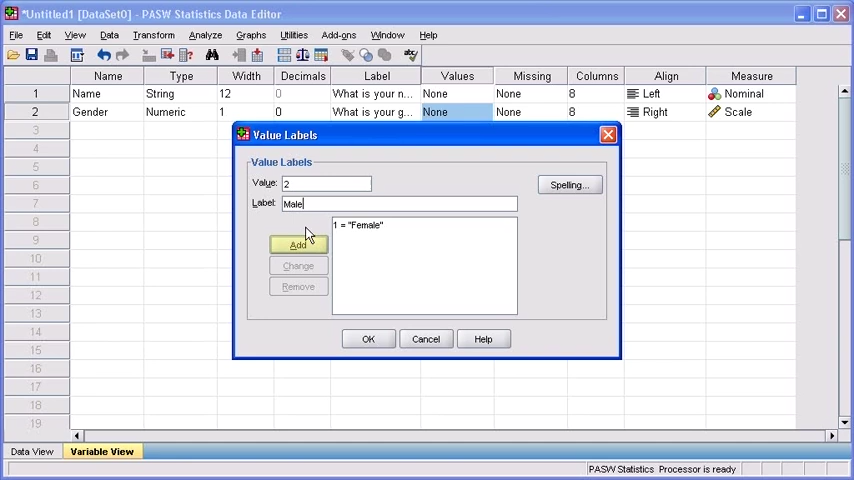 *Untitled1 [DataSet0] - PASW Statistics Data Editor
File Edit View Data Transform Analyze Graphs Utilities Add-ons Window Help
Name Type Width Decimals Label Values Missing Columns Align Measure
1 Name String 12 0 What is your n... None None 8 Left Nominal
2 Gender Numeric 1 0 What is your g... None None 8 Right Scale
3
4
5
6
7
8
9
10
11
12
13
14
15
16
17
18
19
Value Labels
Value Labels
Value: 2
Spelling...
Label: Male
1 = "Female"
Add
Change
Remove
OK Cancel Help
Data View Variable View
PASW Statistics Processor is ready